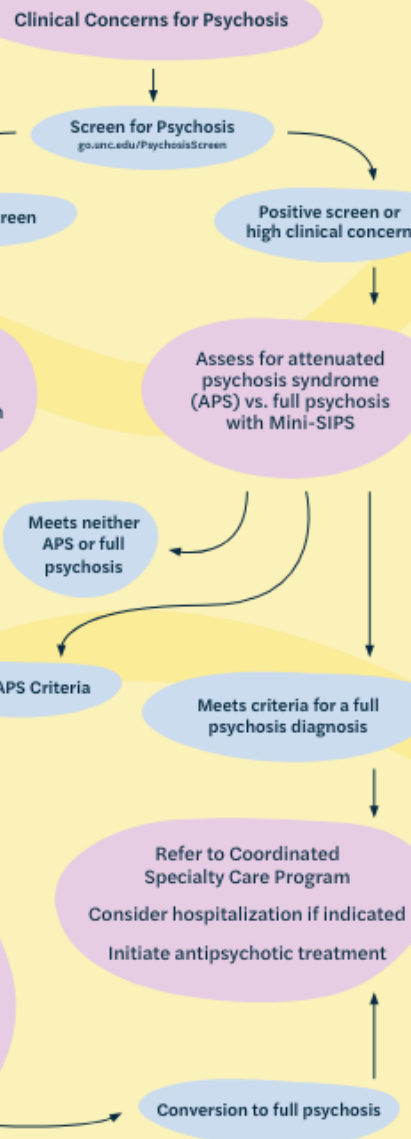 Clinical Concerns for Psychosis
Screen for Psychosis
go.unc.edu/PsychosisScreen
reen
Positive screen or
high clinical concern
Assess for attenuated
psychosis syndrome
(APS) vs. full psychosis
with Mini-SIPS
Meets neither
APS or full
psychosis
APS Criteria
Meets criteria for a full
psychosis diagnosis
Refer to Coordinated
Specialty Care Program
Consider hospitalization if indicated
Initiate antipsychotic treatment
Conversion to full psychosis